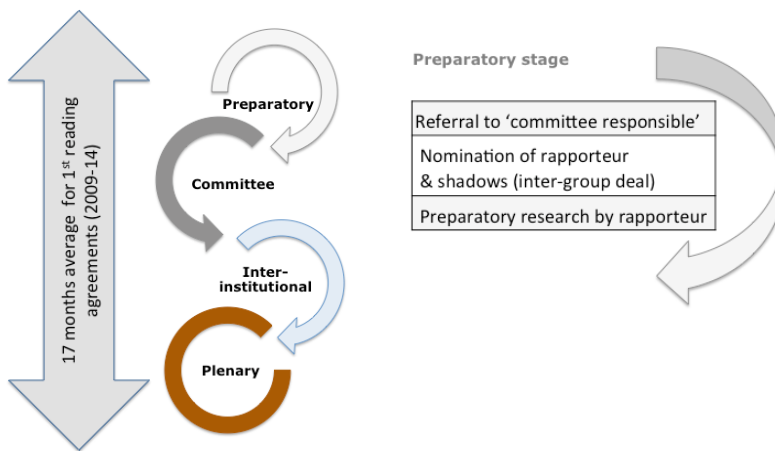 17 months average for 1st reading
agreements (2009-14)
Preparatory
Committee
Inter-
institutional
Plenary
Preparatory stage
Referral to ‘committee responsible’
Nomination of rapporteur
& shadows (inter-group deal)
Preparatory research by rapporteur